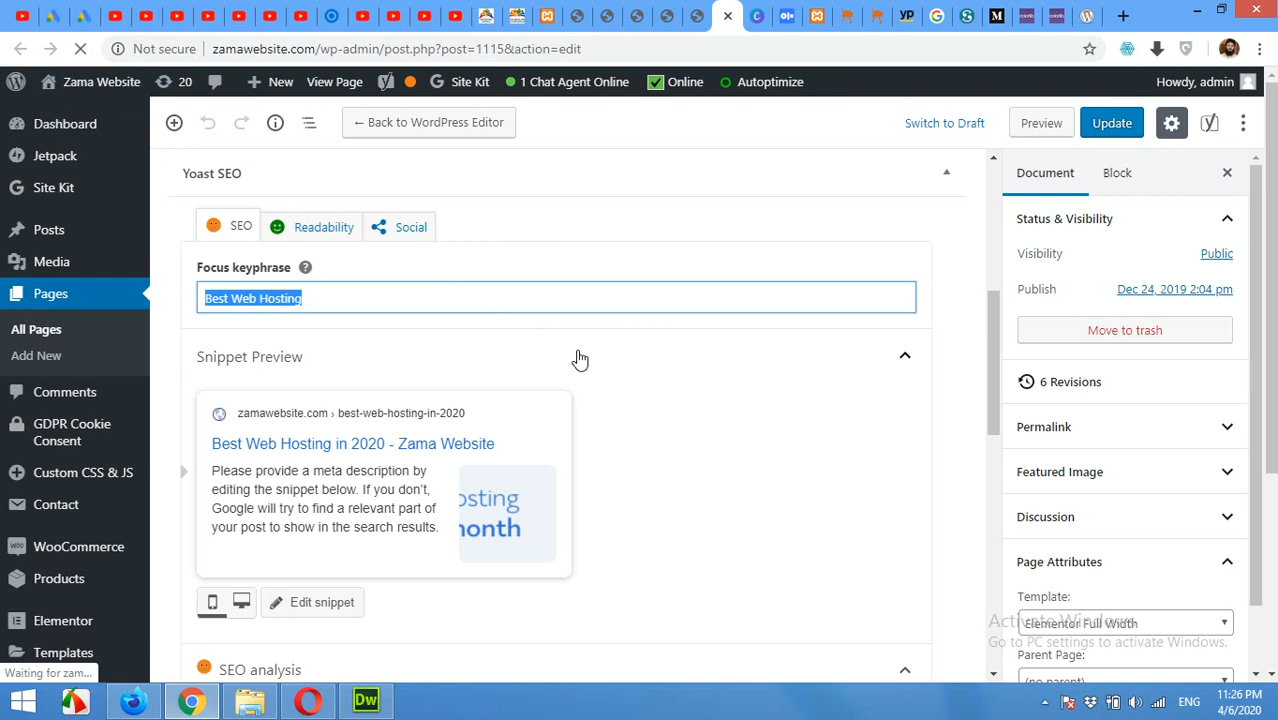 Not secure
zamawebsite.com/wp-admin/post.php?post=1115&action=edit
Zama Website
20
New
View Page
Site Kit
1 Chat Agent Online
Online
Autoptimize
Howdy, admin
Dashboard
Jetpack
Site Kit
Posts
Media
Pages
All Pages
Add New
Comments
GDPR Cookie
Consent
Custom CSS & JS
Contact
WooCommerce
Products
Elementor
Templates
Waiting for zam...
← Back to WordPress Editor
Switch to Draft
Preview
Update
Yoast SEO
SEO
Readability
Social
Focus keyphrase
Best Web Hosting
Snippet Preview
zamawebsite.com › best-web-hosting-in-2020
Best Web Hosting in 2020 - Zama Website
Please provide a meta description by
editing the snippet below. If you don't,
Google will try to find a relevant part of
your post to show in the search results.
osting
month
Edit snippet
SEO analysis
Document
Block
Status & Visibility
Visibility
Public
Publish
Dec 24, 2019 2:04 pm
Move to trash
6 Revisions
Permalink
Featured Image
Discussion
Page Attributes
Template:
Elementor Full Width
Activate Windows
Go to PC settings to activate Windows.
Parent Page:
(no parent)
Dw
ENG
11:26 PM
4/6/2020